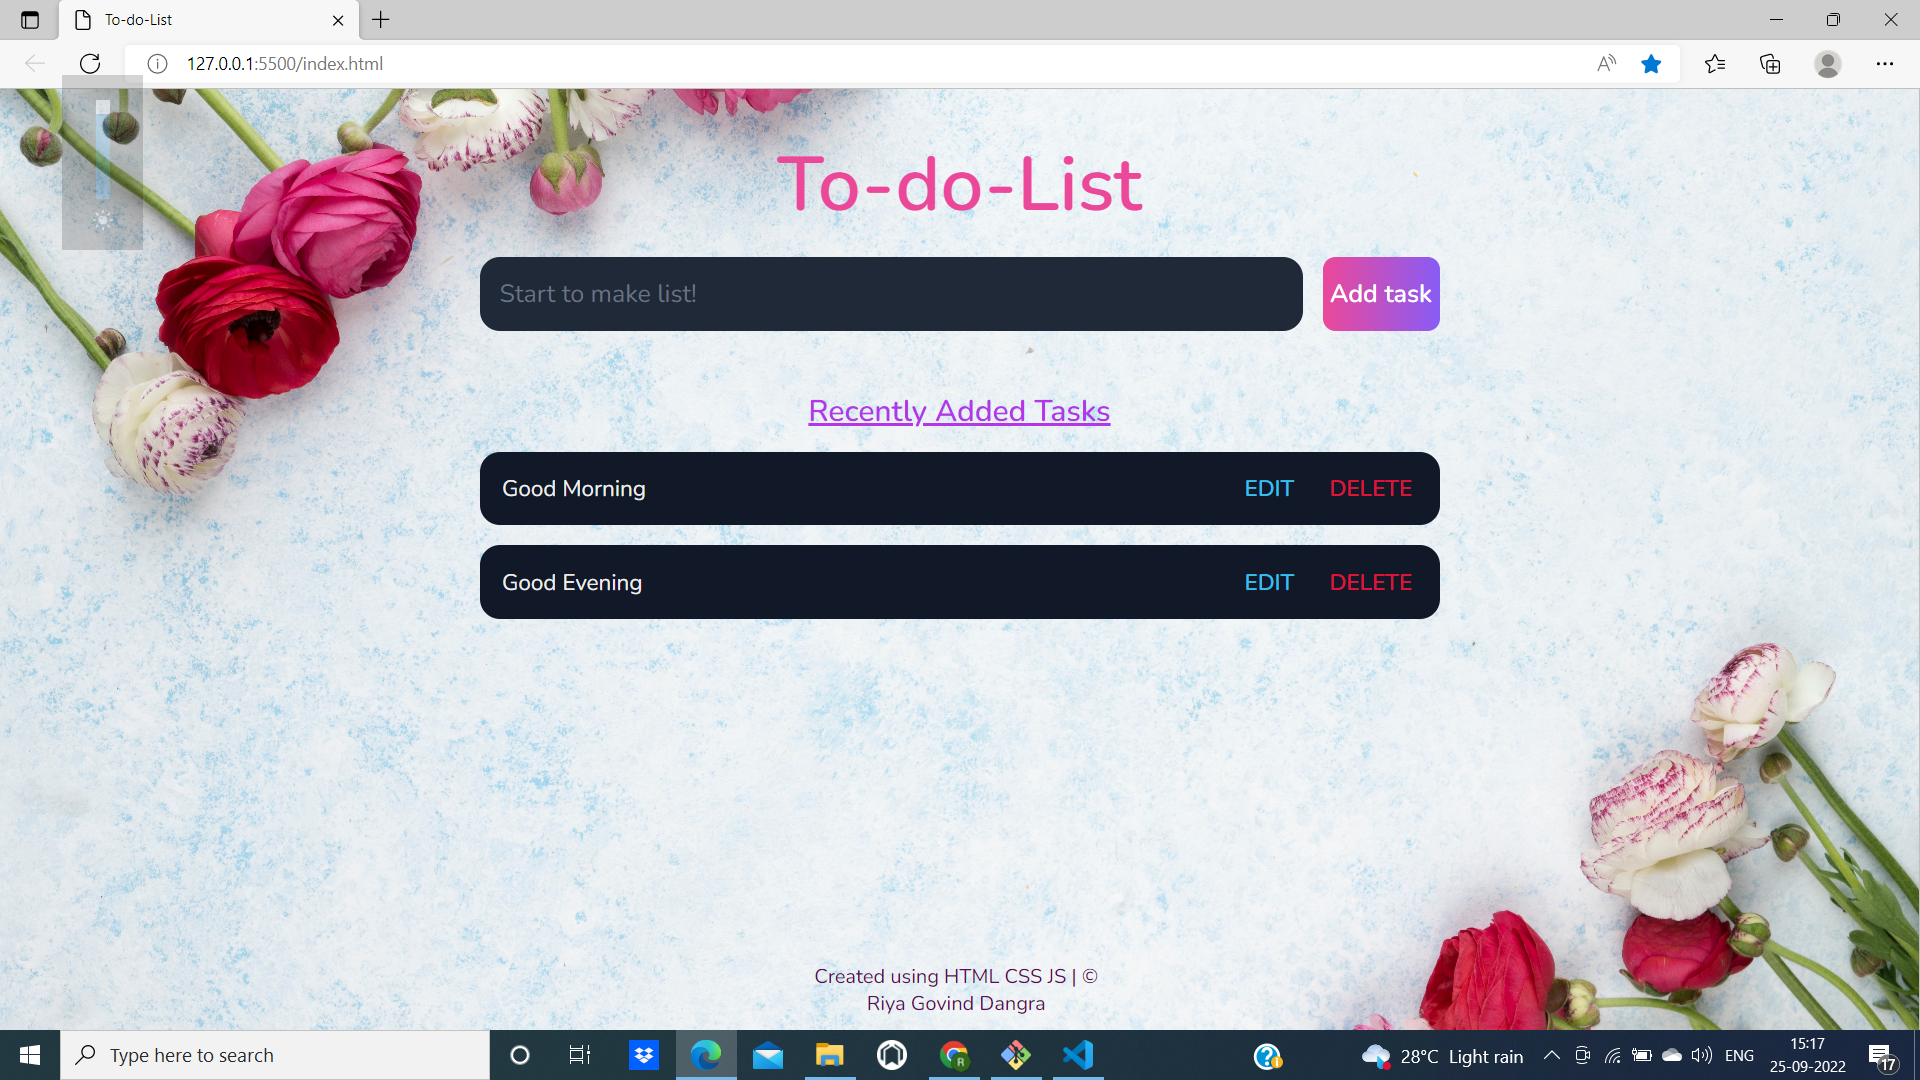 To-do-List
127.0.0.1:5500/index.html
To-do-List
Start to make list!
Add task
Recently Added Tasks
Good Morning EDIT DELETE
Good Evening EDIT DELETE
Created using HTML CSS JS | ©
Riya Govind Dangra
Type here to search
R
28°C Light rain
ENG
15:17
25-09-2022
17